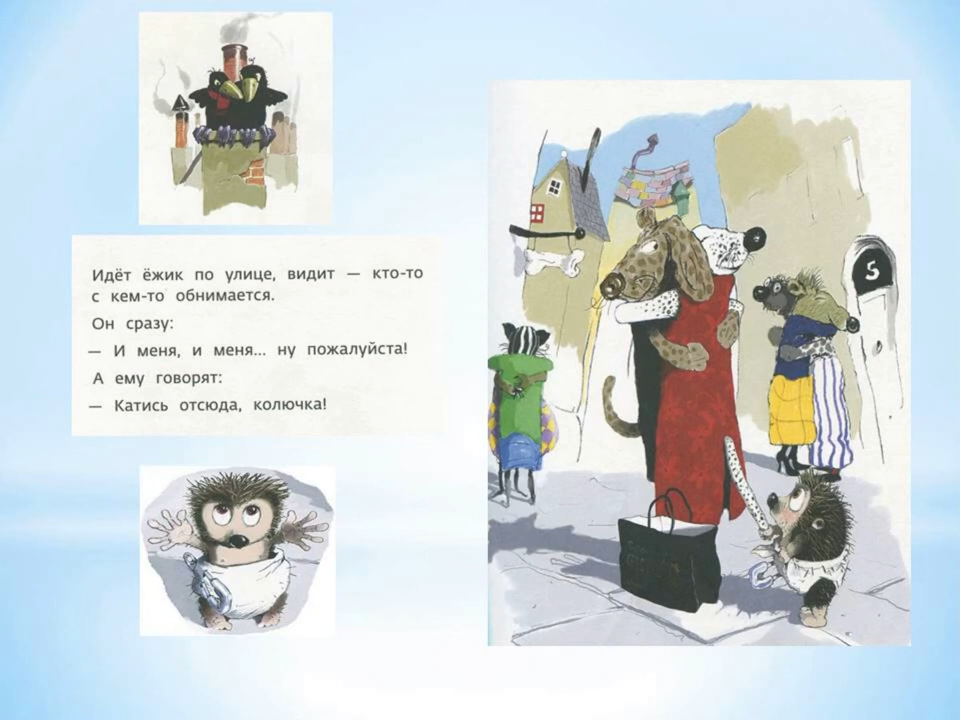 Идёт ёжик по улице, видит — кто-то
с кем-то обнимается.
Он сразу:
— И меня, и меня... ну пожалуйста!
А ему говорят:
— Катись отсюда, колючка!
5